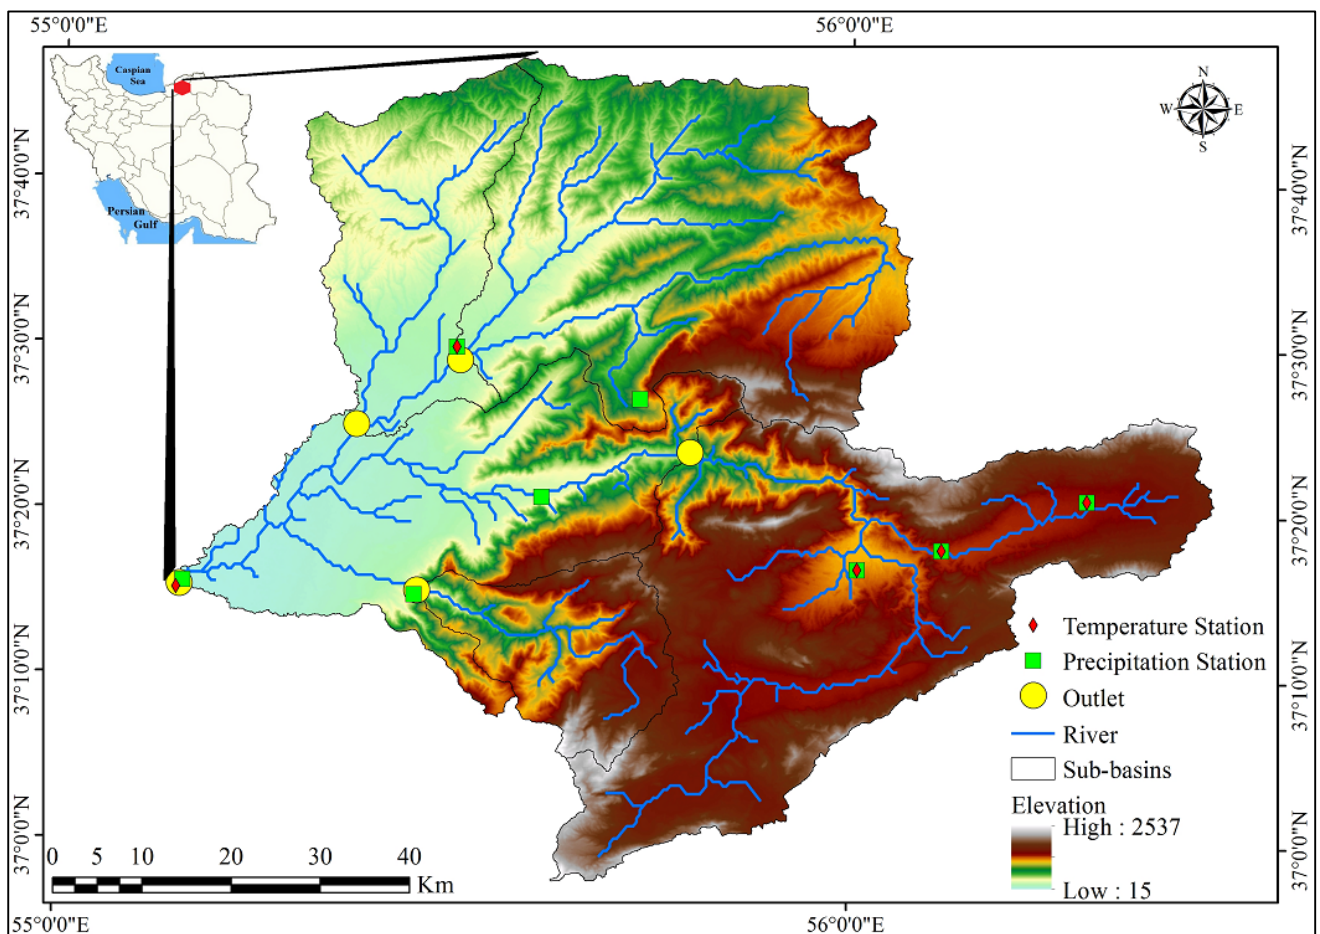 55°0'0"E
56°0'0"E
Caspian
Sea
Persian
Gulf
N
W
E
S
37°40'0"N
37°40'0"N
37°30'0"N
37°30'0"N
37°20'0"N
37°20'0"N
37°10'0"N
37°10'0"N
37°0'0"N
37°0'0"N
Temperature Station
Precipitation Station
Outlet
River
Sub-basins
Elevation
High : 2537
Low : 15
0 5 10 20 30 40
Km
55°0'0"E
56°0'0"E